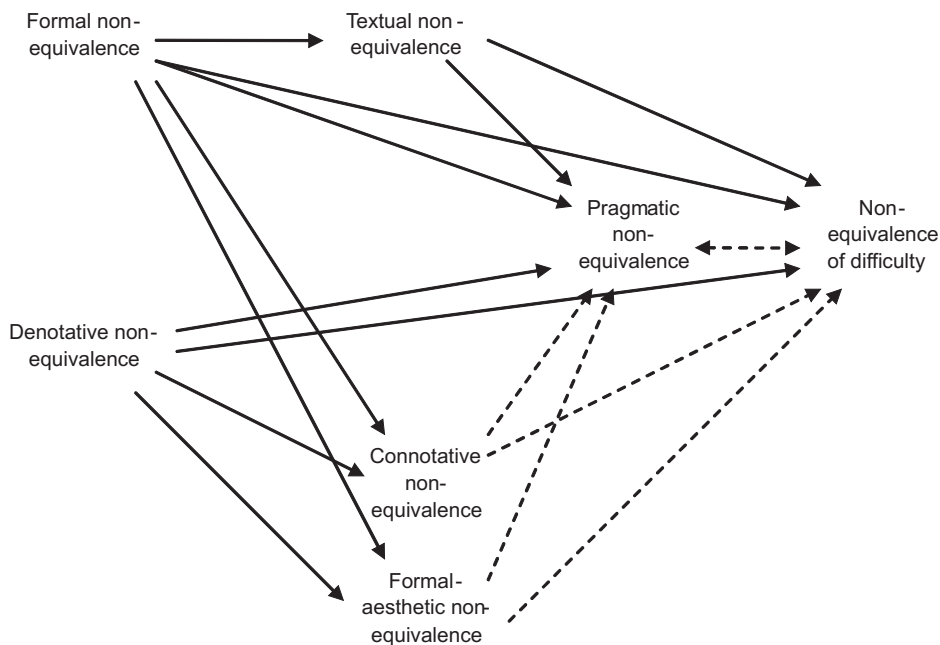 Formal non-
equivalence
Textual non-
equivalence
Pragmatic
non-
equivalence
Non-
equivalence
of difficulty
Denotative non-
equivalence
Connotative
non-
equivalence
Formal-
aesthetic non-
equivalence